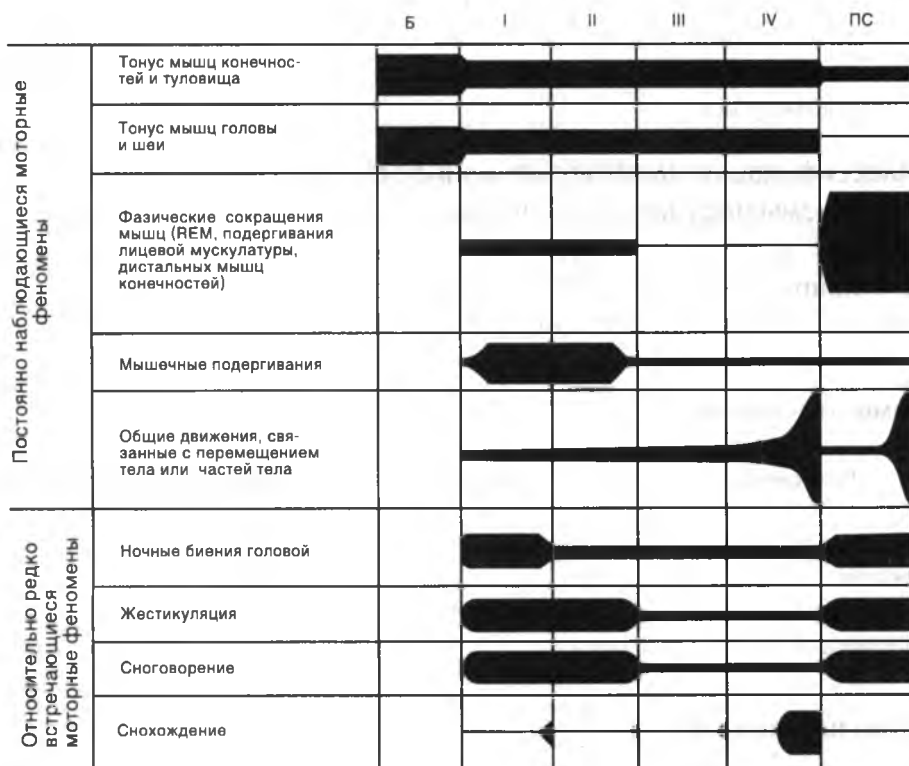 Б I II III IV ПС
Постоянно наблюдающиеся моторные
феномены
Тонус мышц конечнос-
тей и туловища
Тонус мышц головы
и шеи
Фазические сокращения
мышц (REM, подергивания
лицевой мускулатуры,
дистальных мышц
конечностей)
Мышечные подергивания
Общие движения, свя-
занные с перемещением
тела или частей тела
Относительно редко
встречающиеся
моторные феномены
Ночные биения головой
Жестикуляция
Сноговорение
Снохождение